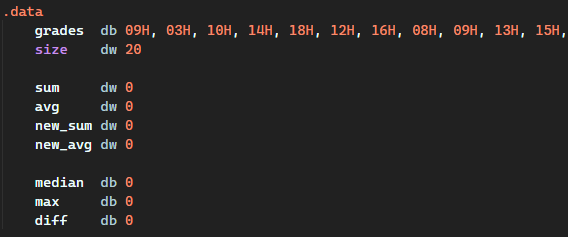 .data
grades db 09H, 03H, 10H, 14H, 18H, 12H, 16H, 08H, 09H, 13H, 15H,
size dw 20
sum dw 0
avg dw 0
new_sum dw 0
new_avg dw 0
median db 0
max db 0
diff db 0